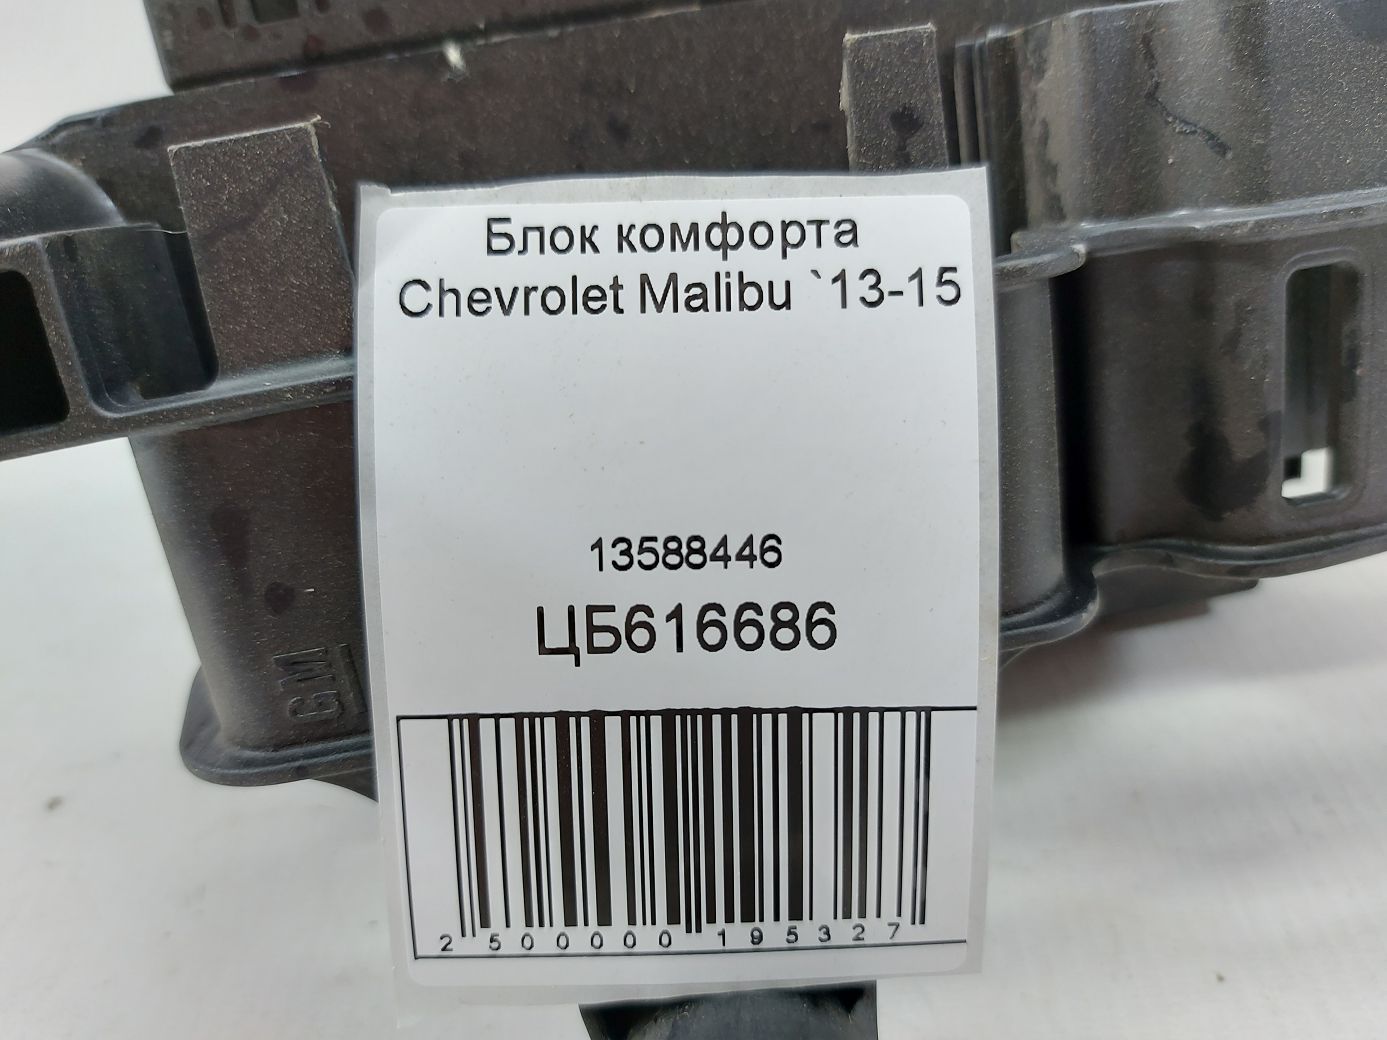 Блок комфорта
Chevrolet Malibu `13-15
13588446
ЦБ616686
GM
2 500000 195327